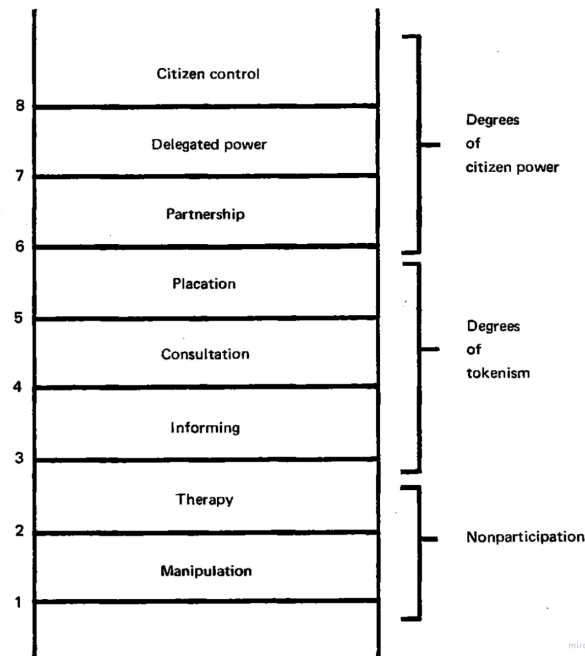 Citizen control
8
Delegated power
7
Partnership
6
Placation
5
Consultation
4
Informing
3
Therapy
2
Manipulation
1
Degrees
of
citizen power
Degrees
of
tokenism
Nonparticipation